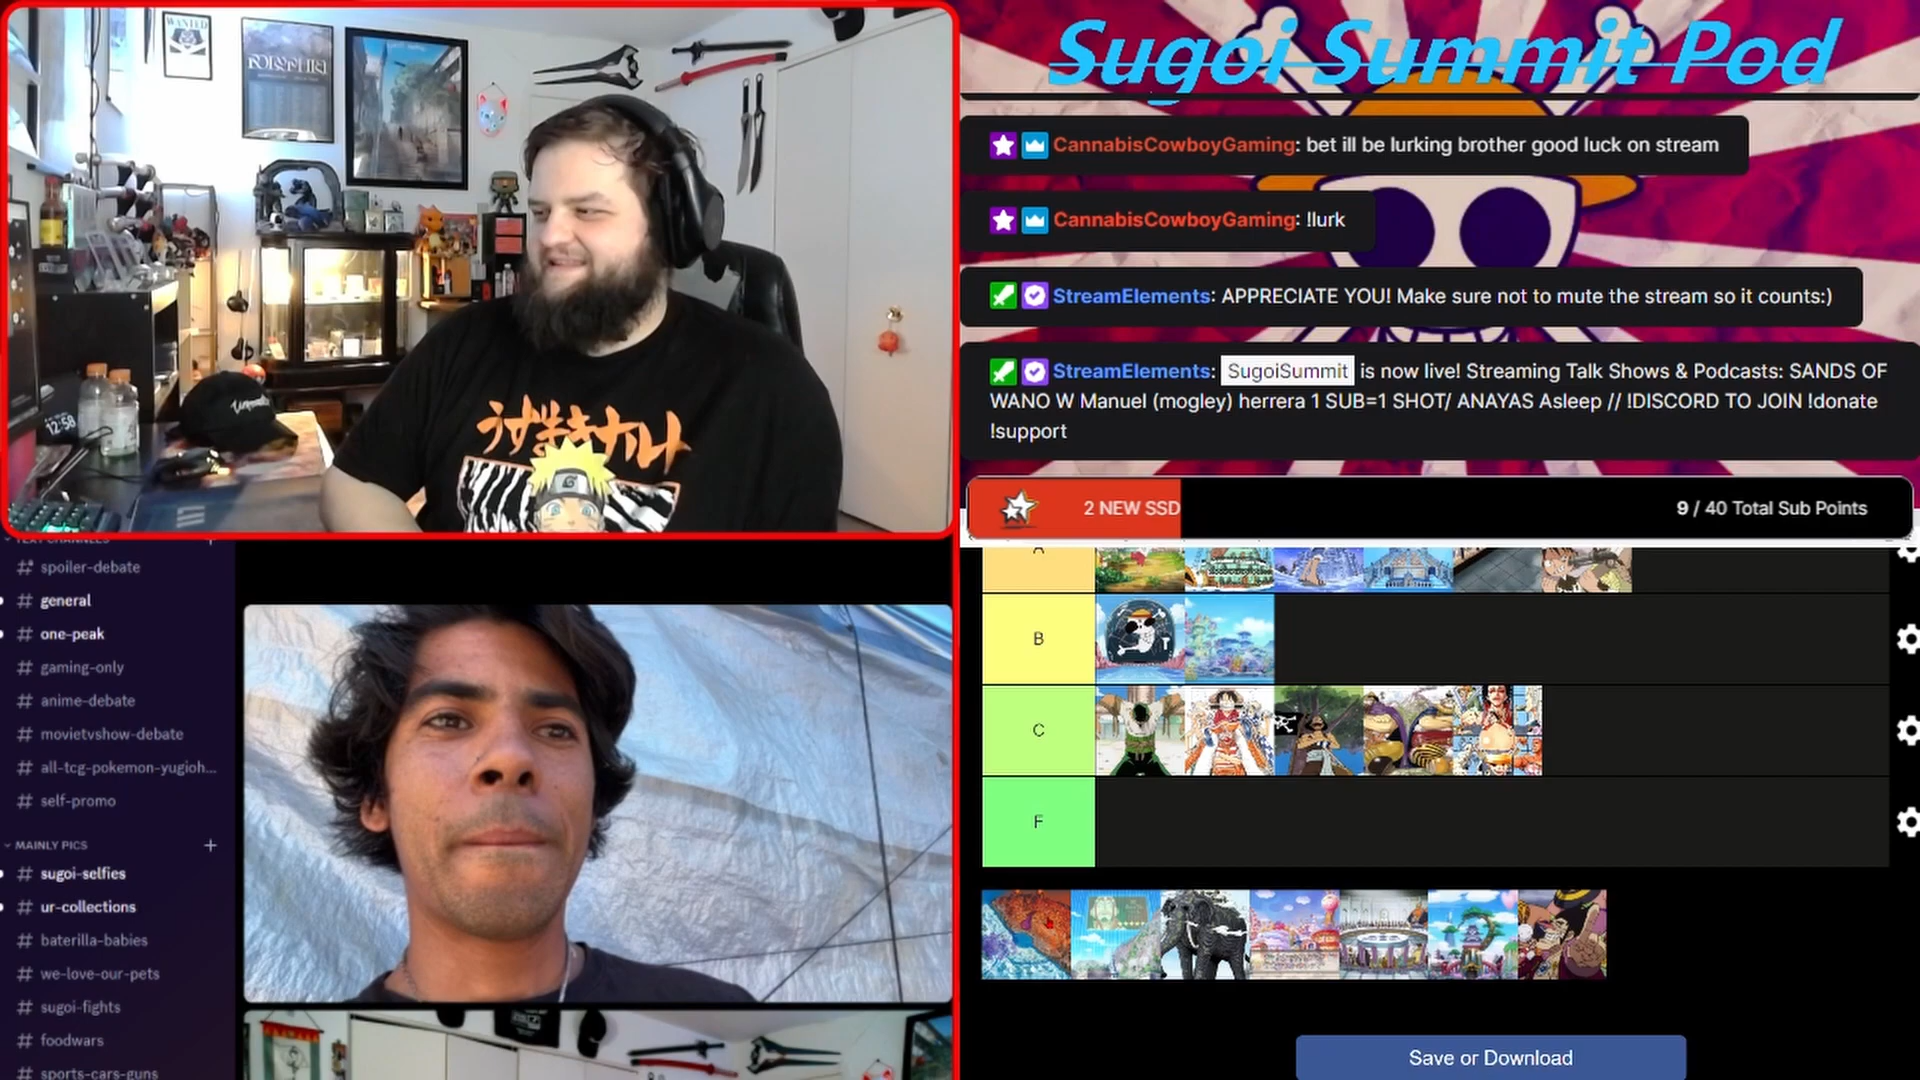 Sugoi Summit Pod
WANTED
CannabisCowboyGaming: bet ill be lurking brother good luck on stream
CannabisCowboyGaming: !lurk
StreamElements: APPRECIATE YOU! Make sure not to mute the stream so it counts:)
StreamElements: SugoiSummit is now live! Streaming Talk Shows & Podcasts: SANDS OF
WANO W Manuel (mogley) herrera 1 SUB=1 SHOT/ ANAYAS Asleep // !DISCORD TO JOIN !donate
!support
12:58
うずまきナルト
2 NEW SSD
9 / 40 Total Sub Points
TEXT CHANNELS
# spoiler-debate
# general
# one-peak
# gaming-only
# anime-debate
# movietvshow-debate
# all-tcg-pokemon-yugioh...
# self-promo
MAINLY PICS
# sugoi-selfies
# ur-collections
# baterilla-babies
# we-love-our-pets
# sugoi-fights
# foodwars
# sports-cars-guns
A
B
C
F
Save or Download